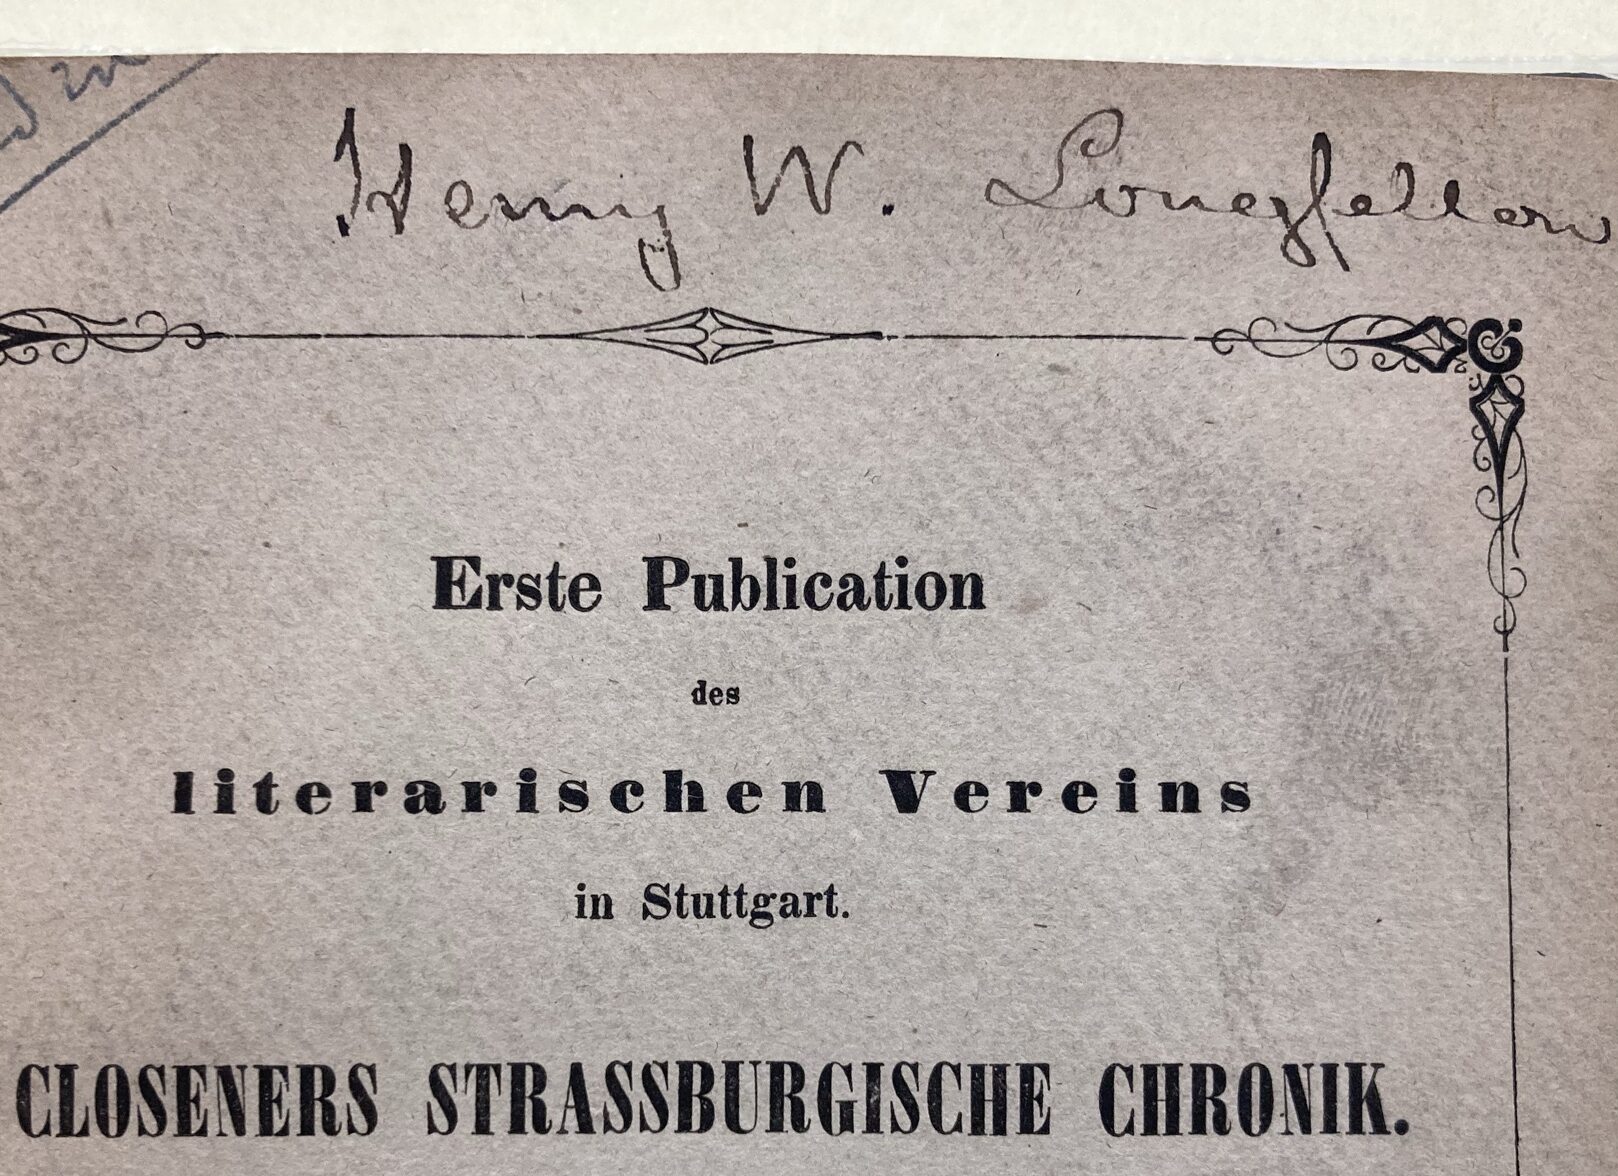 Henry W. Longfellow
Erste Publication
des
literarischen Vereins
in Stuttgart.
CLOSENERS STRASSBURGISCHE CHRONIK.